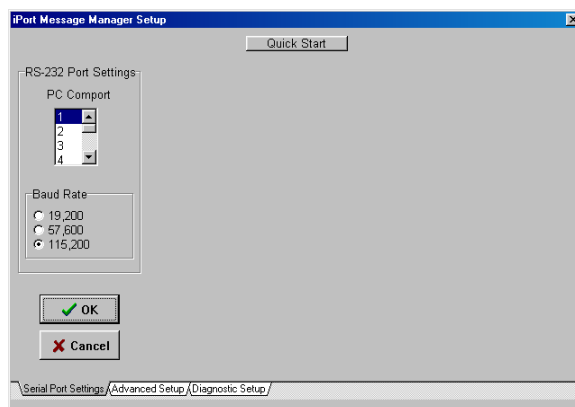 iPort Message Manager Setup
Quick Start
RS-232 Port Settings
PC Comport
1
2
3
4
Baud Rate
19,200
57,600
115,200
OK
Cancel
Serial Port Settings Advanced Setup Diagnostic Setup